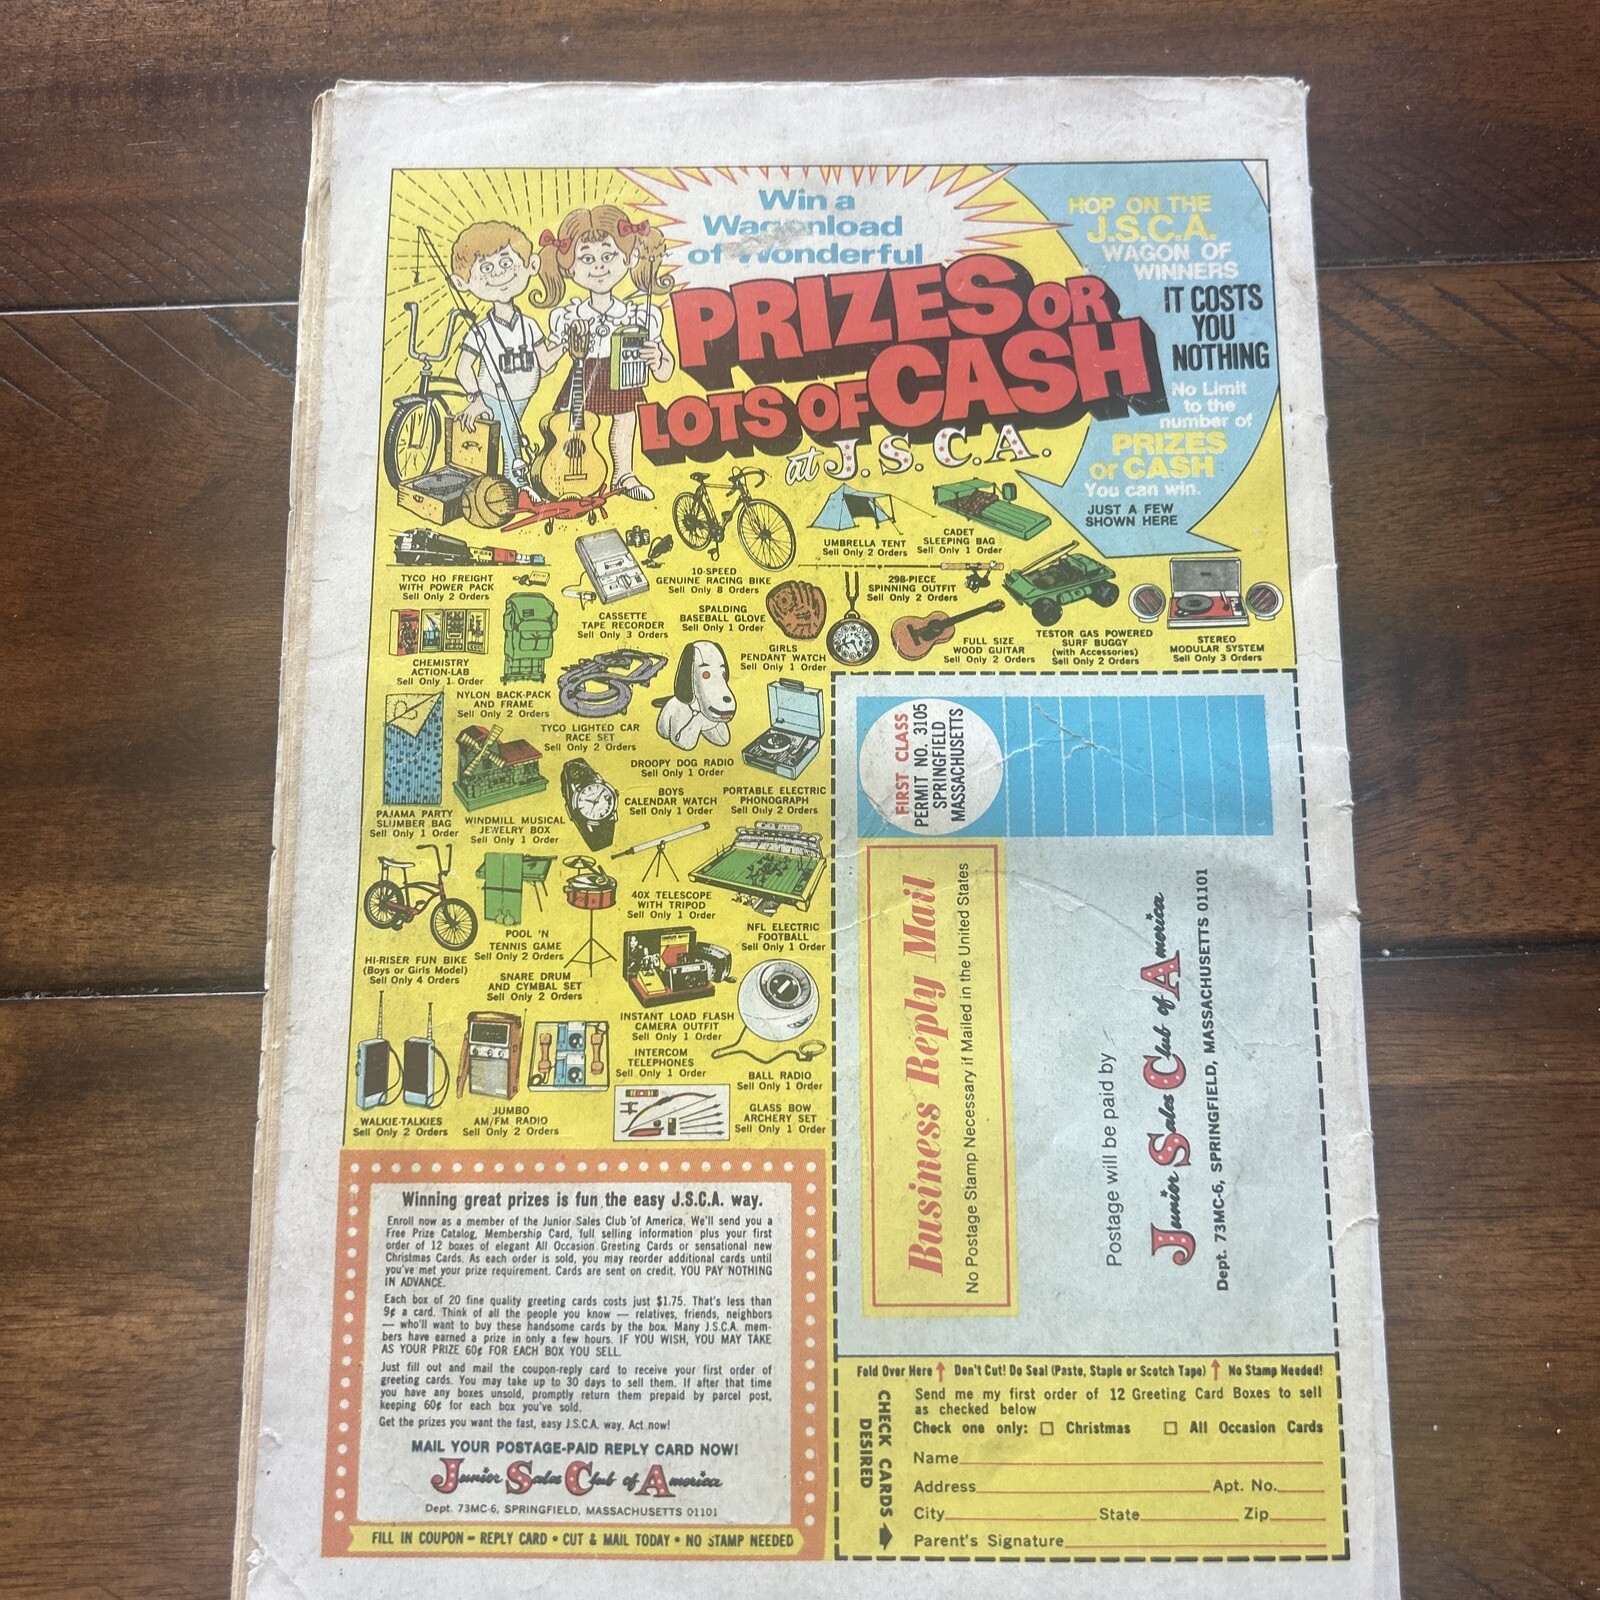 Win a
Wagonload
of Wonderful
PRIZES OR
LOTS OF CASH
at J.S.C.A.
HOP ON THE
J.S.C.A.
WAGON OF
WINNERS
IT COSTS
YOU
NOTHING
No Limit
to the
number of
PRIZES
or CASH
You can win.
JUST A FEW
SHOWN HERE
TYCO HO FREIGHT
WITH POWER PACK
Sell Only 2 Orders
CASSETTE
TAPE RECORDER
Sell Only 3 Orders
10-SPEED
GENUINE RACING BIKE
Sell Only 8 Orders
UMBRELLA TENT
Sell Only 2 Orders
CADET
SLEEPING BAG
Sell Only 1 Order
298-PIECE
SPINNING OUTFIT
Sell Only 2 Orders
SPALDING
BASEBALL GLOVE
Sell Only 1 Order
GIRLS
PENDANT WATCH
Sell Only 1 Order
FULL SIZE
WOOD GUITAR
Sell Only 2 Orders
TESTOR GAS POWERED
SURF BUGGY
(with Accessories)
Sell Only 2 Orders
STEREO
MODULAR SYSTEM
Sell Only 3 Orders
CHEMISTRY
ACTION-LAB
Sell Only 1 Order
NYLON BACK-PACK
AND FRAME
Sell Only 2 Orders
TYCO LIGHTED CAR
RACE SET
Sell Only 2 Orders
DROOPY DOG RADIO
Sell Only 1 Order
PAJAMA PARTY
SLUMBER BAG
Sell Only 1 Order
WINDMILL MUSICAL
JEWELRY BOX
Sell Only 1 Order
BOYS
CALENDAR WATCH
Sell Only 1 Order
PORTABLE ELECTRIC
PHONOGRAPH
Sell Only 2 Orders
HI-RISER FUN BIKE
(Boys or Girls Model)
Sell Only 4 Orders
POOL 'N
TENNIS GAME
Sell Only 2 Orders
SNARE DRUM
AND CYMBAL SET
Sell Only 2 Orders
40X TELESCOPE
WITH TRIPOD
Sell Only 1 Order
NFL ELECTRIC
FOOTBALL
Sell Only 1 Order
INSTANT LOAD FLASH
CAMERA OUTFIT
Sell Only 1 Order
INTERCOM
TELEPHONES
Sell Only 1 Order
BALL RADIO
Sell Only 1 Order
WALKIE-TALKIES
Sell Only 2 Orders
JUMBO
AM/FM RADIO
Sell Only 2 Orders
GLASS BOW
ARCHERY SET
Sell Only 1 Order
Winning great prizes is fun the easy J.S.C.A. way.
Enroll now as a member of the Junior Sales Club of America. We'll send you a
Free Prize Catalog, Membership Card, full selling information plus your first
order of 12 boxes of elegant All Occasion Greeting Cards or sensational new
Christmas Cards. As each order is sold, you may reorder additional cards until
you've met your prize requirement. Cards are sent on credit. YOU PAY NOTHING
IN ADVANCE.
Each box of 20 fine quality greeting cards costs just $1.75. That's less than
9¢ a card. Think of all the people you know — relatives, friends, neighbors
— who'll want to buy these handsome cards by the box. Many J.S.C.A. mem-
bers have earned a prize in only a few hours. IF YOU WISH, YOU MAY TAKE
AS YOUR PRIZE 60¢ FOR EACH BOX YOU SELL.
Just fill out and mail the coupon-reply card to receive your first order of
greeting cards. You may take up to 30 days to sell them. If after that time
you have any boxes unsold, promptly return them prepaid by parcel post,
keeping 60¢ for each box you've sold.
Get the prizes you want the fast, easy J.S.C.A. way. Act now!
MAIL YOUR POSTAGE-PAID REPLY CARD NOW!
Junior Sales Club of America
Dept. 73MC-6, SPRINGFIELD, MASSACHUSETTS 01101
FILL IN COUPON – REPLY CARD • CUT & MAIL TODAY • NO STAMP NEEDED
FIRST CLASS
PERMIT NO. 3105
SPRINGFIELD
MASSACHUSETTS
Business Reply Mail
No Postage Stamp Necessary if Mailed in the United States
Postage will be paid by
Junior Sales Club of America
Dept. 73MC-6, SPRINGFIELD, MASSACHUSETTS 01101
Fold Over Here ↑ Don't Cut! Do Seal (Paste, Staple or Scotch Tape) ↑ No Stamp Needed!
CHECK CARDS
DESIRED
Send me my first order of 12 Greeting Card Boxes to sell
as checked below
Check one only: ☐ Christmas ☐ All Occasion Cards
Name
Address Apt. No.
City State Zip
Parent's Signature